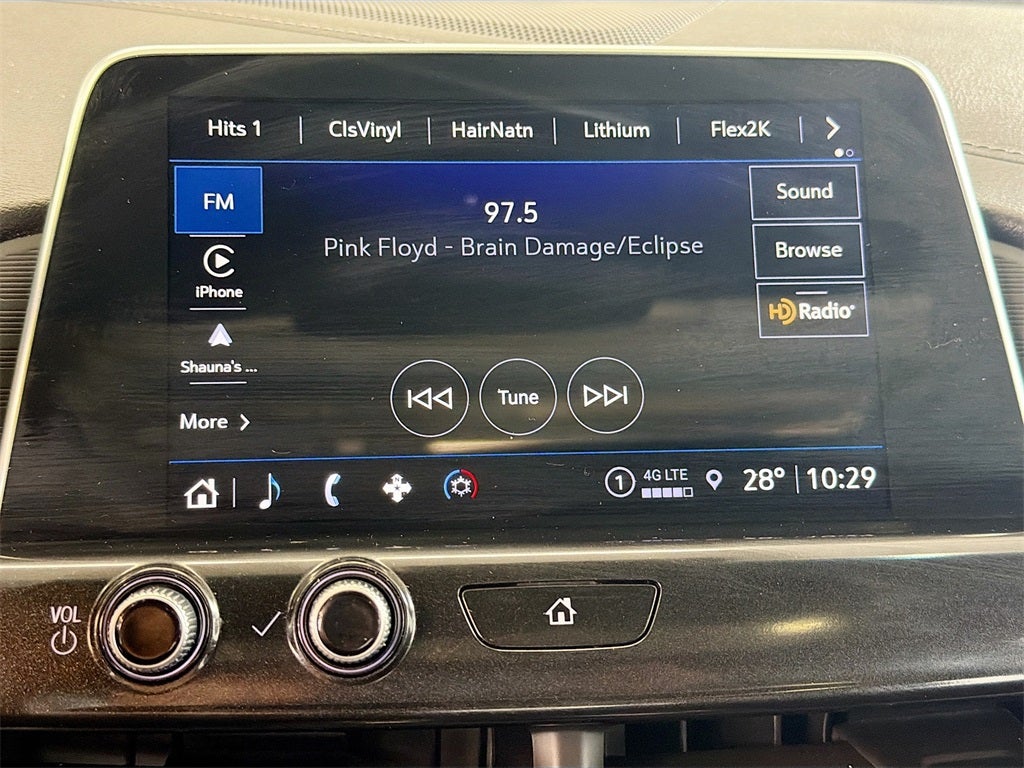 Hits 1 ClsVinyl HairNatn Lithium Flex2K
FM
97.5
Pink Floyd - Brain Damage/Eclipse
Sound
Browse
HD Radio
iPhone
Shauna's ...
More
Tune
1 4G LTE 28° 10:29
VOL